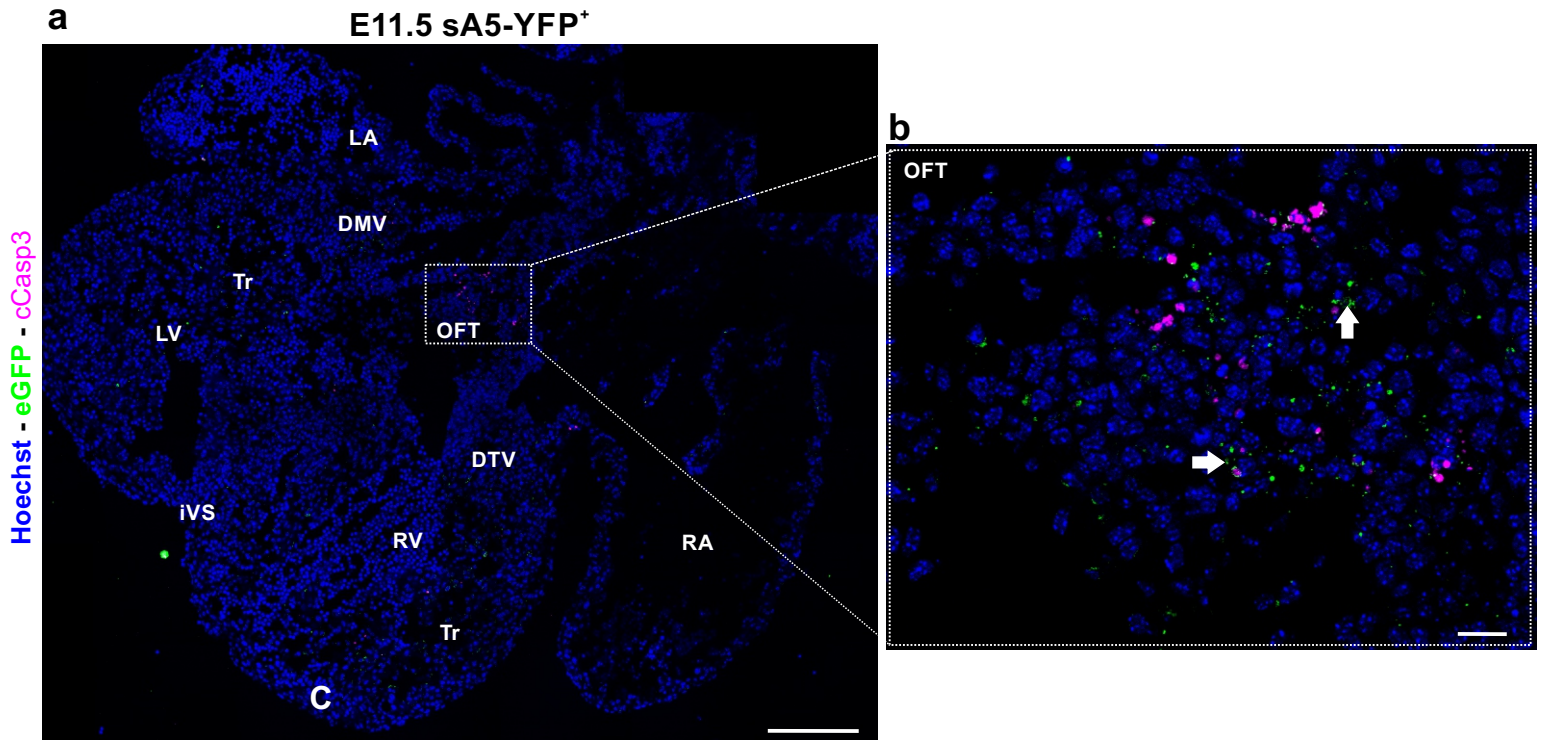 a
E11.5 sA5-YFP+
Hoechst - eGFP - cCasp3
LA
DMV
Tr
LV
OFT
DTV
iVS
RV
RA
Tr
C
b
OFT